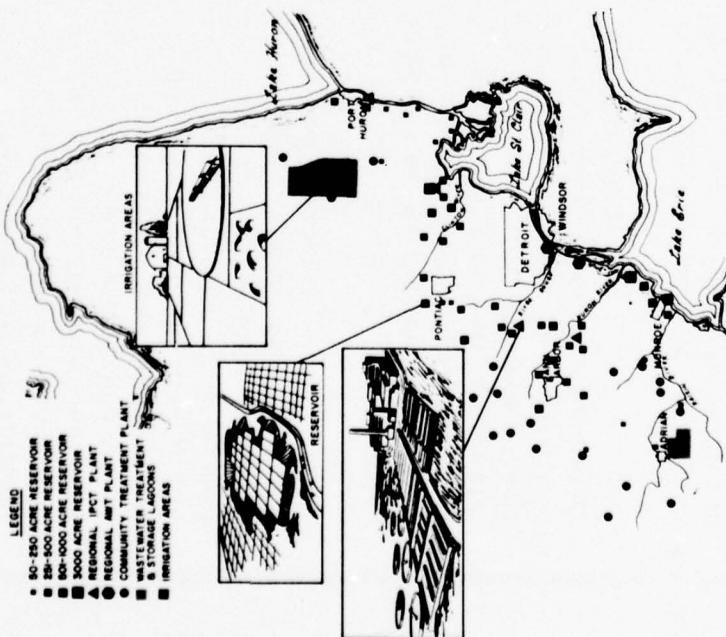 LEGEND
50-250 ACRE RESERVOIR
251-500 ACRE RESERVOIR
501-1000 ACRE RESERVOIR
3000 ACRE RESERVOIR
REGIONAL IPCT PLANT
REGIONAL AWT PLANT
COMMUNITY TREATMENT PLANT
WASTEWATER TREATMENT
& STORAGE LAGOONS
IRRIGATION AREAS
IRRIGATION AREAS
RESERVOIR
Lake Huron
PORT
HURON
Lake St. Clair
PONTIAC
DETROIT
WINDSOR
Lake Erie
MONROE
ADRIAN